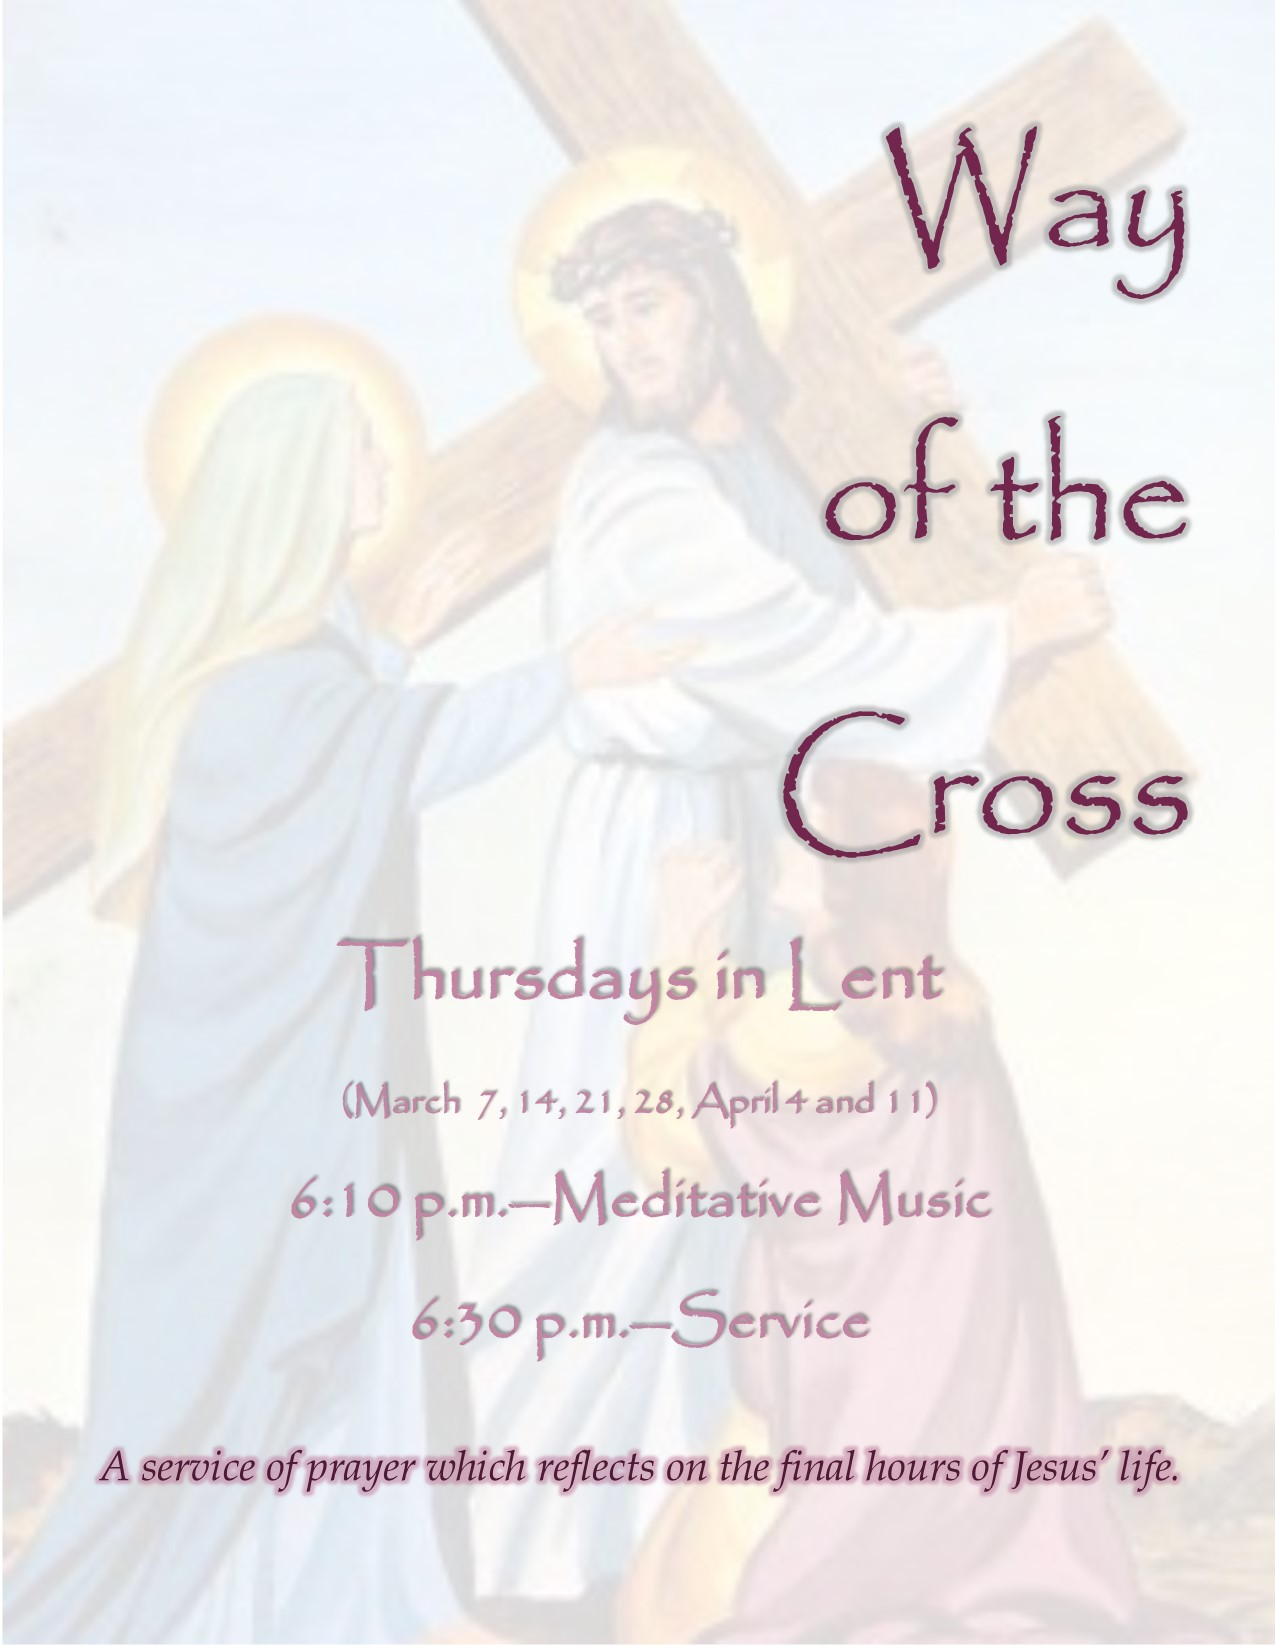 Way
of the
Cross
Thursdays in Lent
(March 7, 14, 21, 28, April 4 and 11)
6:10 p.m.—Meditative Music
6:30 p.m.—Service
A service of prayer which reflects on the final hours of Jesus’ life.